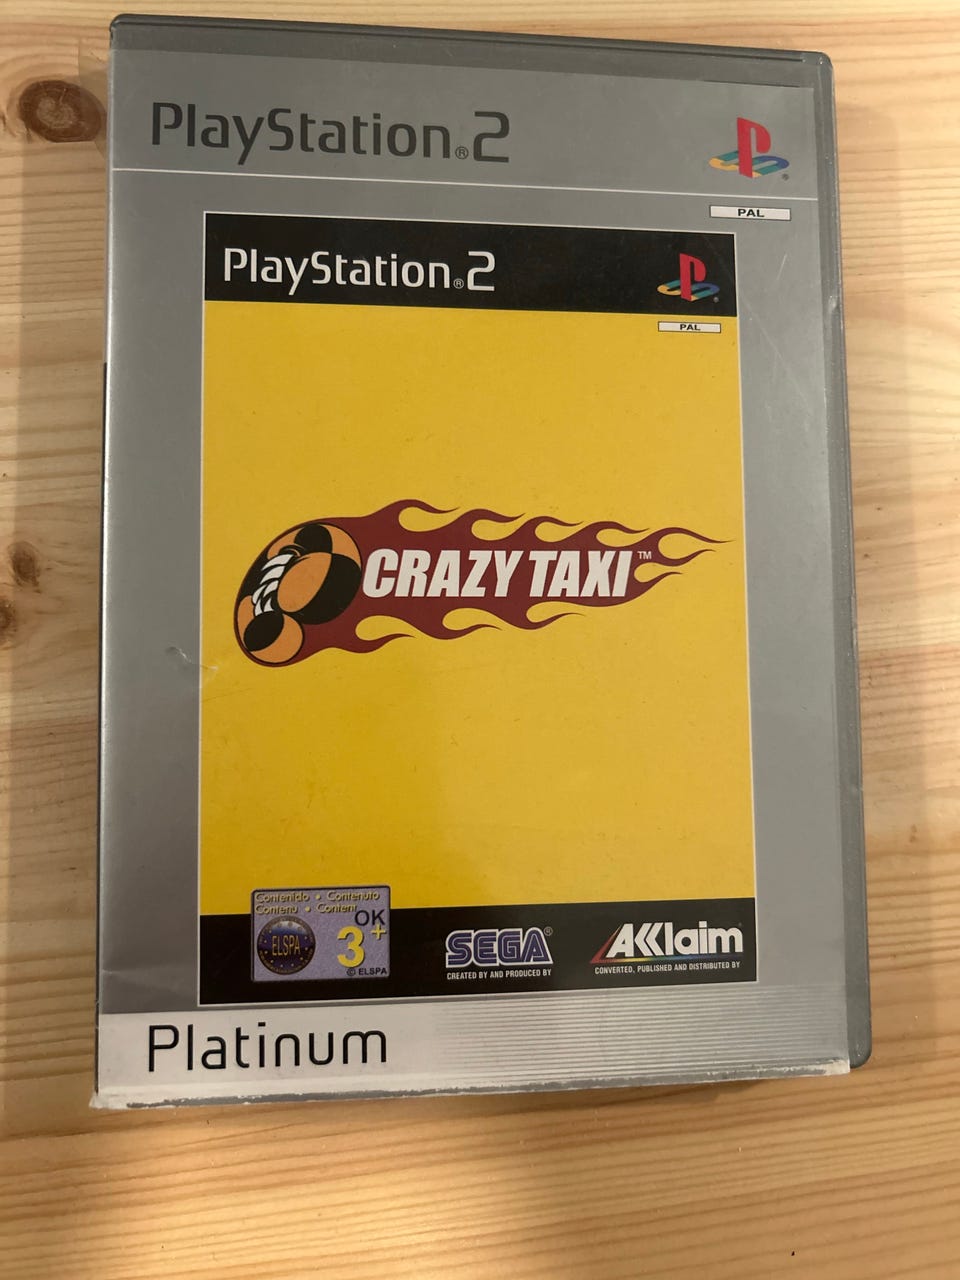 PlayStation®2
PAL
PlayStation®2
PAL
CRAZY TAXI™
Contenido • Contenuto
Contenu • Content
OK
ELSPA
3+
© ELSPA
SEGA®
CREATED BY AND PRODUCED BY
AKKlaim
CONVERTED, PUBLISHED AND DISTRIBUTED BY
Platinum